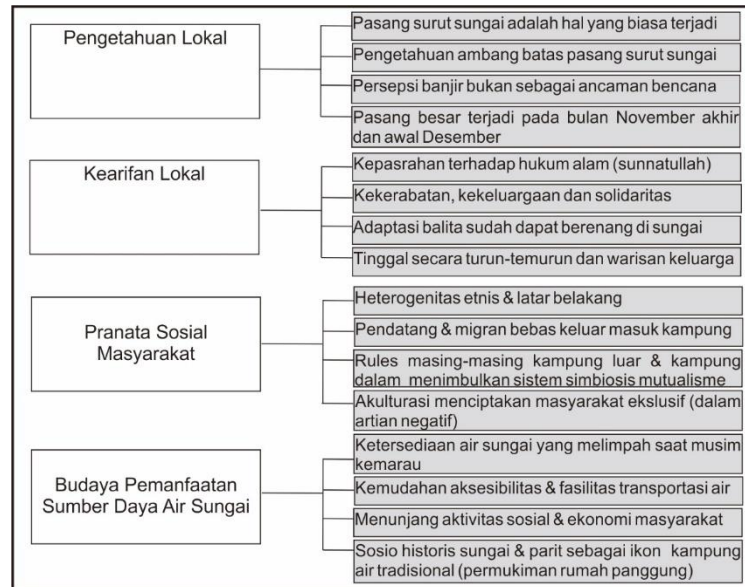 Pengetahuan Lokal
Pasang surut sungai adalah hal yang biasa terjadi
Pengetahuan ambang batas pasang surut sungai
Persepsi banjir bukan sebagai ancaman bencana
Pasang besar terjadi pada bulan November akhir
dan awal Desember
Kearifan Lokal
Kepasrahan terhadap hukum alam (sunnatullah)
Kekerabatan, kekeluargaan dan solidaritas
Adaptasi balita sudah dapat berenang di sungai
Tinggal secara turun-temurun dan warisan keluarga
Pranata Sosial
Masyarakat
Heterogenitas etnis & latar belakang
Pendatang & migran bebas keluar masuk kampung
Rules masing-masing kampung luar & kampung
dalam menimbulkan sistem simbiosis mutualisme
Akulturasi menciptakan masyarakat ekslusif (dalam
artian negatif)
Budaya Pemanfaatan
Sumber Daya Air Sungai
Ketersediaan air sungai yang melimpah saat musim
kemarau
Kemudahan aksesibilitas & fasilitas transportasi air
Menunjang aktivitas sosial & ekonomi masyarakat
Sosio historis sungai & parit sebagai ikon kampung
air tradisional (permukiman rumah panggung)